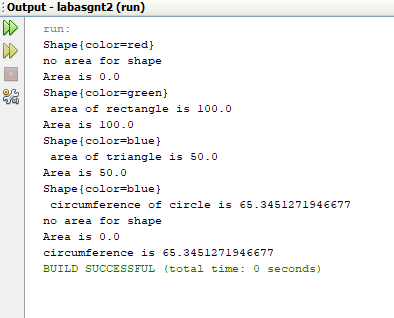 Output - labasgnt2 (run)
run:
Shape{color=red}
no area for shape
Area is 0.0
Shape{color=green}
 area of rectangle is 100.0
Area is 100.0
Shape{color=blue}
 area of triangle is 50.0
Area is 50.0
Shape{color=blue}
 circumference of circle is 65.3451271946677
no area for shape
Area is 0.0
circumference is 65.3451271946677
BUILD SUCCESSFUL (total time: 0 seconds)